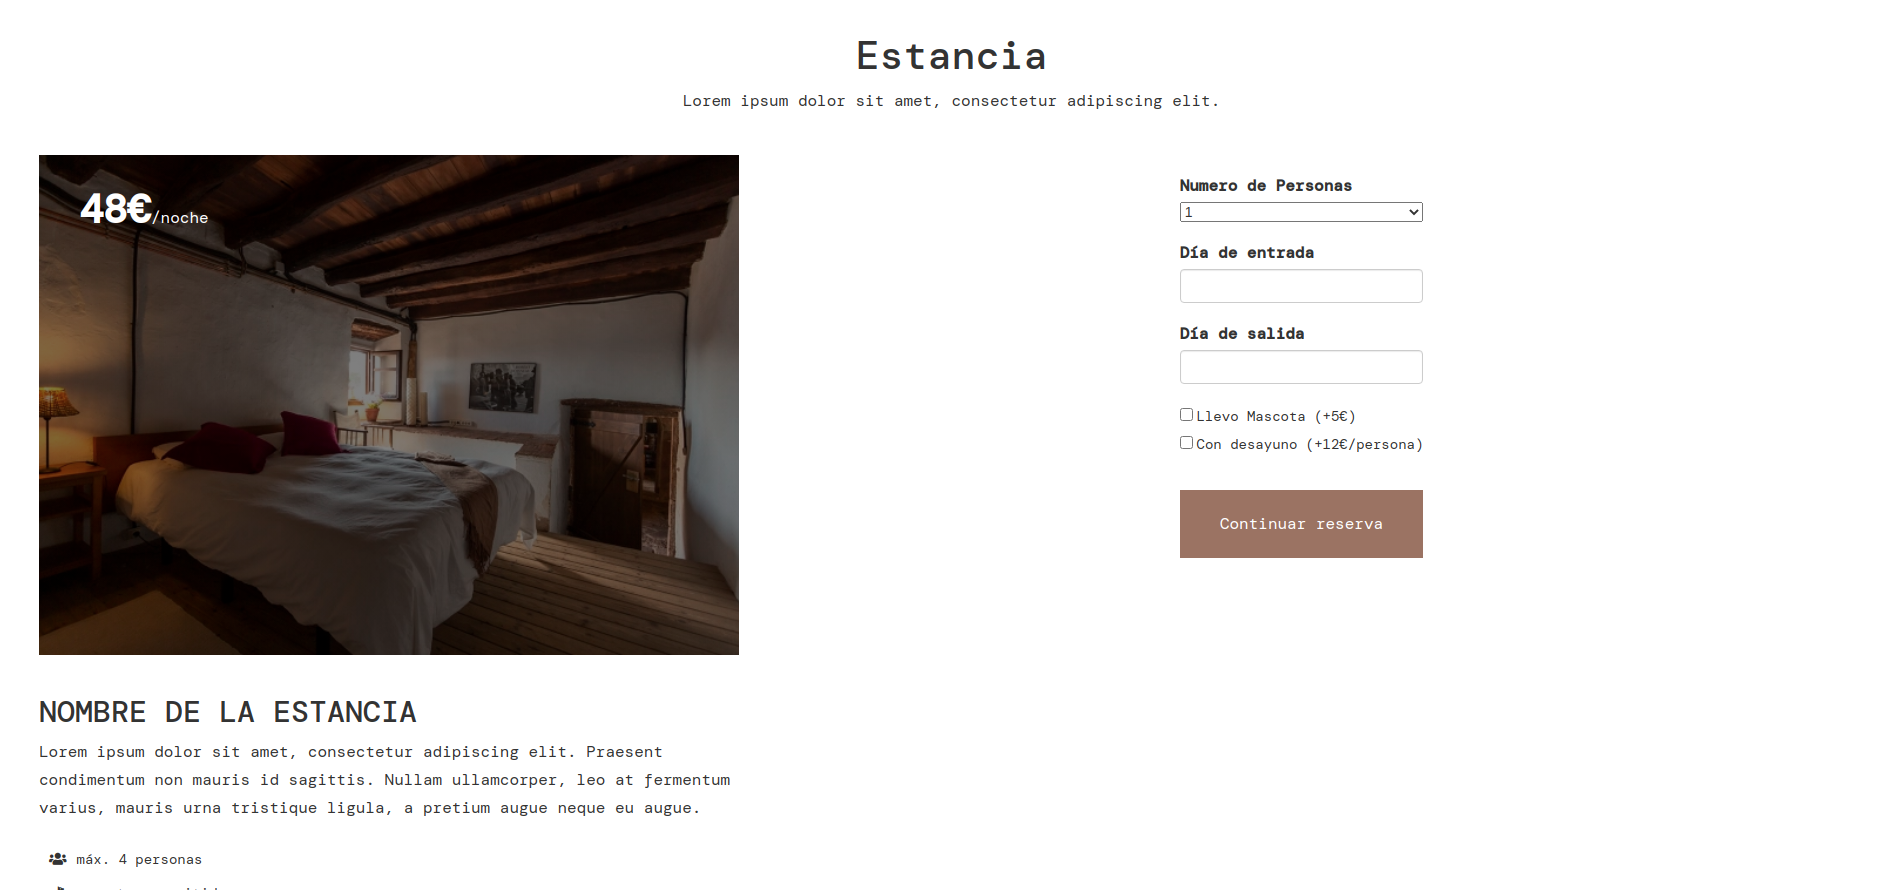 Estancia
Lorem ipsum dolor sit amet, consectetur adipiscing elit.
48€/noche
Numero de Personas
1
Día de entrada
Día de salida
Llevo Mascota (+5€)
Con desayuno (+12€/persona)
Continuar reserva
NOMBRE DE LA ESTANCIA
Lorem ipsum dolor sit amet, consectetur adipiscing elit. Praesent
condimentum non mauris id sagittis. Nullam ullamcorper, leo at fermentum
varius, mauris urna tristique ligula, a pretium augue neque eu augue.
máx. 4 personas